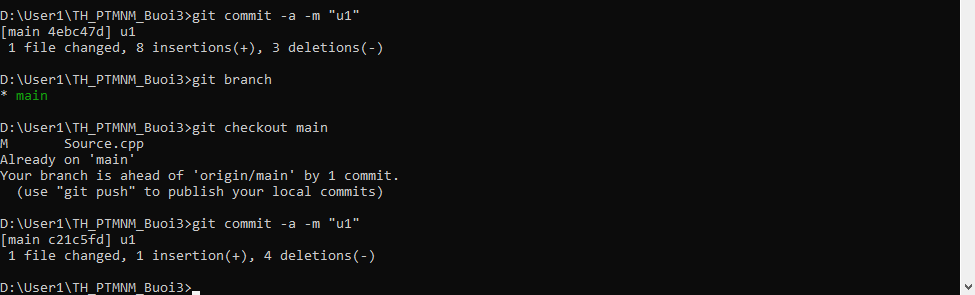 D:\User1\TH_PTMNM_Buoi3>git commit -a -m "u1"
[main 4ebc47d] u1
 1 file changed, 8 insertions(+), 3 deletions(-)

D:\User1\TH_PTMNM_Buoi3>git branch
* main

D:\User1\TH_PTMNM_Buoi3>git checkout main
M       Source.cpp
Already on 'main'
Your branch is ahead of 'origin/main' by 1 commit.
  (use "git push" to publish your local commits)

D:\User1\TH_PTMNM_Buoi3>git commit -a -m "u1"
[main c21c5fd] u1
 1 file changed, 1 insertion(+), 4 deletions(-)

D:\User1\TH_PTMNM_Buoi3>